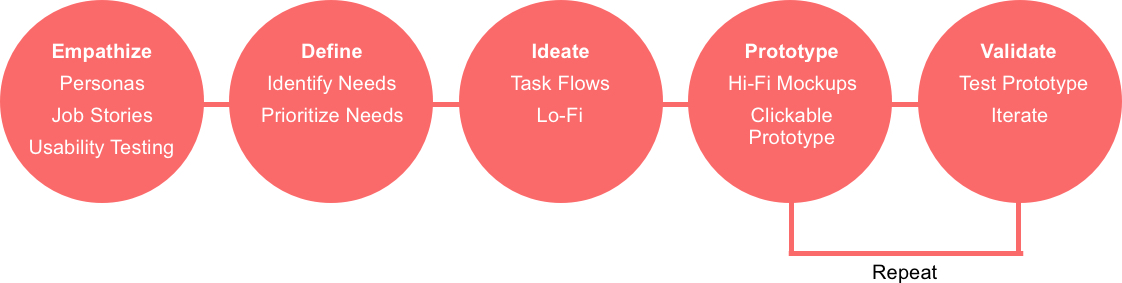 Empathize
Personas
Job Stories
Usability Testing
Define
Identify Needs
Prioritize Needs
Ideate
Task Flows
Lo-Fi
Prototype
Hi-Fi Mockups
Clickable
Prototype
Validate
Test Prototype
Iterate
Repeat